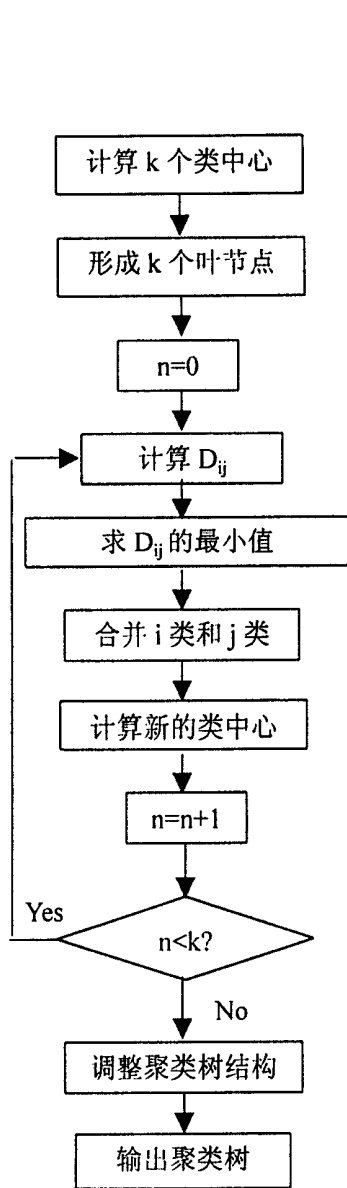 计算 k 个类中心
形成 k 个叶节点
n=0
计算 Dij
求 Dij 的最小值
合并 i 类和 j 类
计算新的类中心
n=n+1
Yes
n<k?
No
调整聚类树结构
输出聚类树